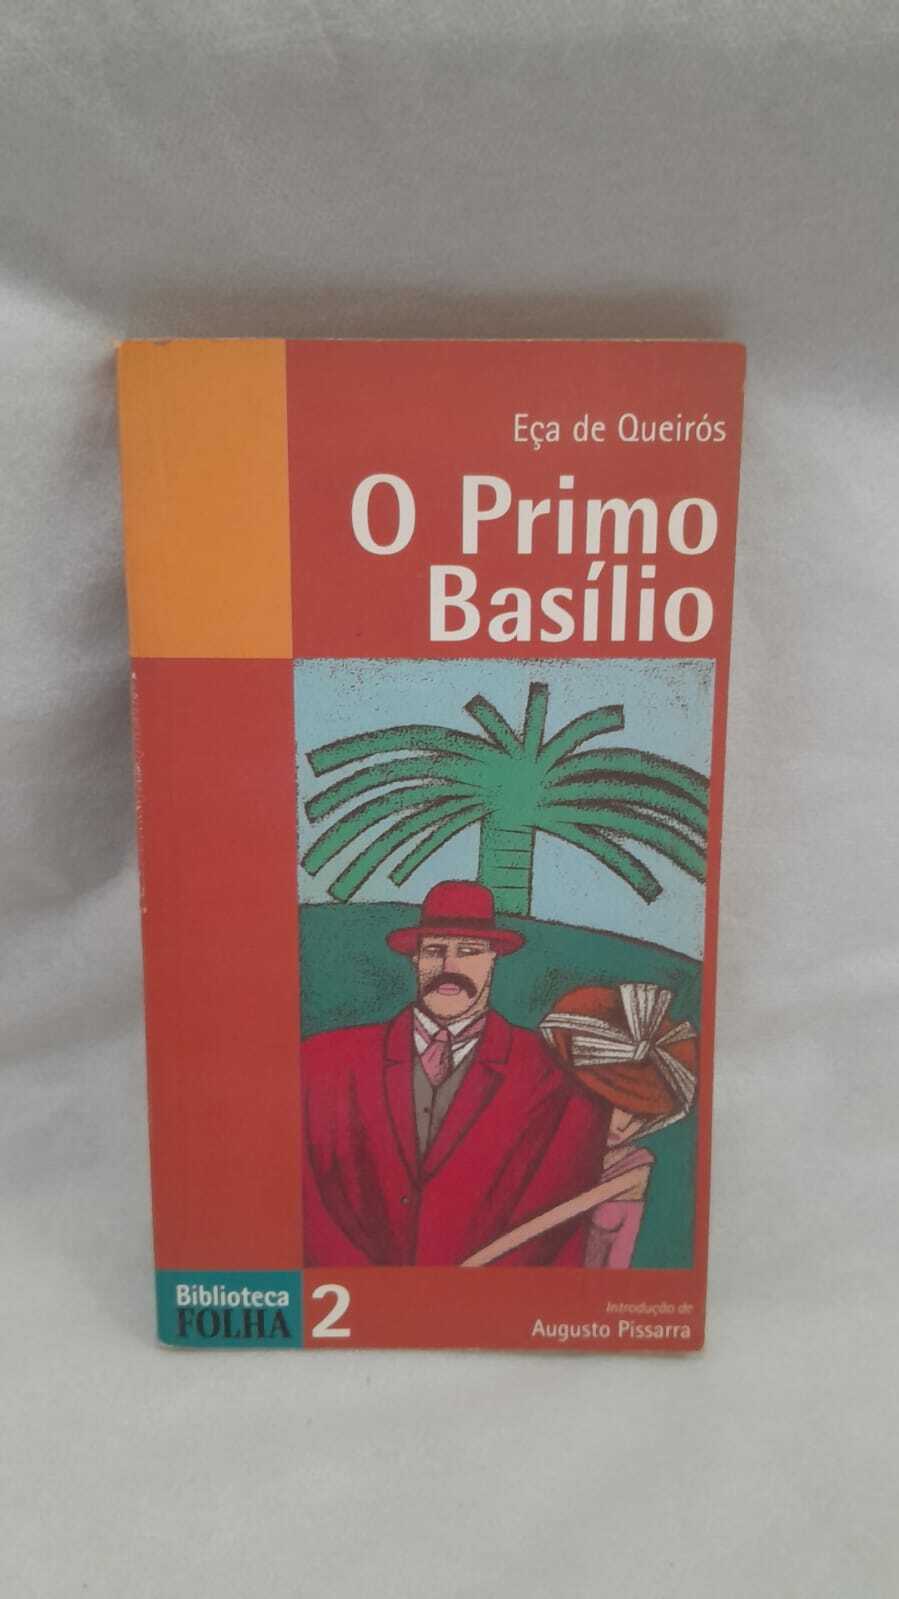 Eça de Queirós
O Primo
Basílio
Biblioteca
FOLHA
2
Introdução de
Augusto Pissarra